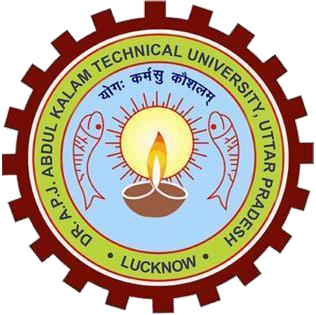 DR. A.P.J. ABDUL KALAM TECHNICAL UNIVERSITY, UTTAR PRADESH
योगः कर्मसु कौशलम्
• LUCKNOW •